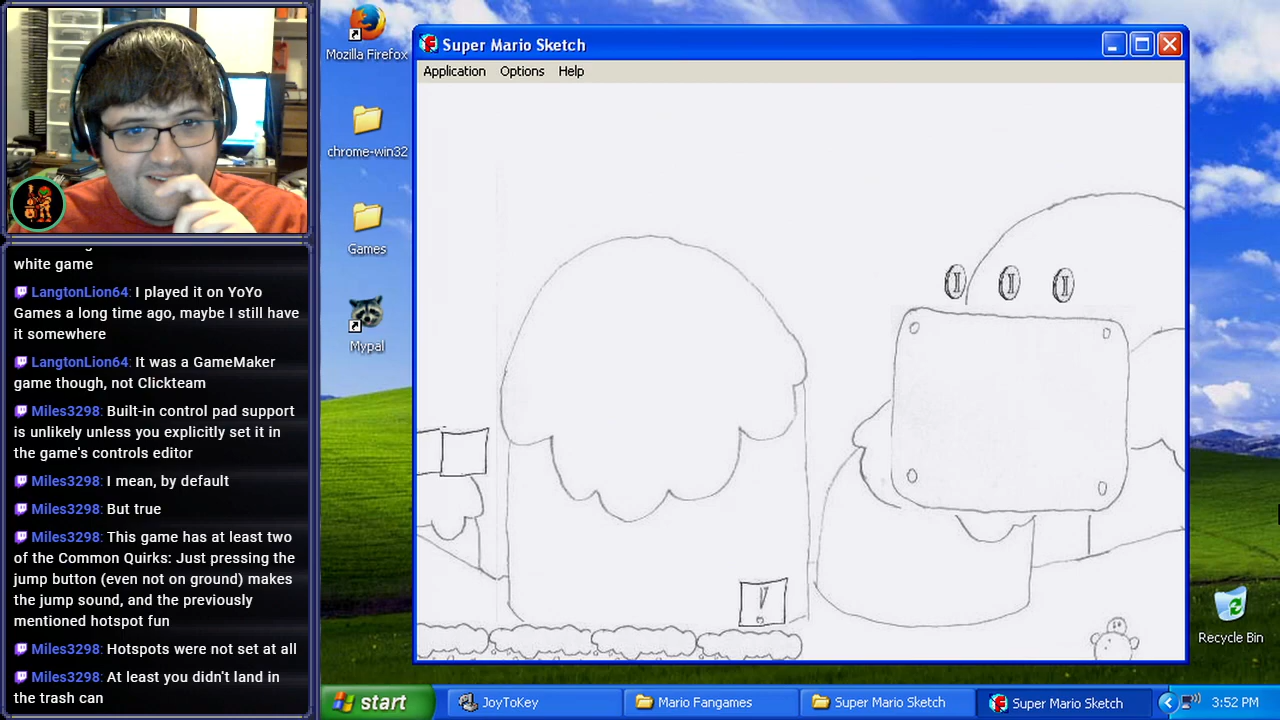 white game
LangtonLion64: I played it on YoYo
Games a long time ago, maybe I still have
it somewhere
LangtonLion64: It was a GameMaker
game though, not Clickteam
Miles3298: Built-in control pad support
is unlikely unless you explicitly set it in
the game's controls editor
Miles3298: I mean, by default
Miles3298: But true
Miles3298: This game has at least two
of the Common Quirks: Just pressing the
jump button (even not on ground) makes
the jump sound, and the previously
mentioned hotspot fun
Miles3298: Hotspots were not set at all
Miles3298: At least you didn't land in
the trash can
Mozilla Firefox
chrome-win32
Games
Mypal
Super Mario Sketch
Application Options Help
!
Recycle Bin
start
JoyToKey
Mario Fangames
Super Mario Sketch
Super Mario Sketch
3:52 PM